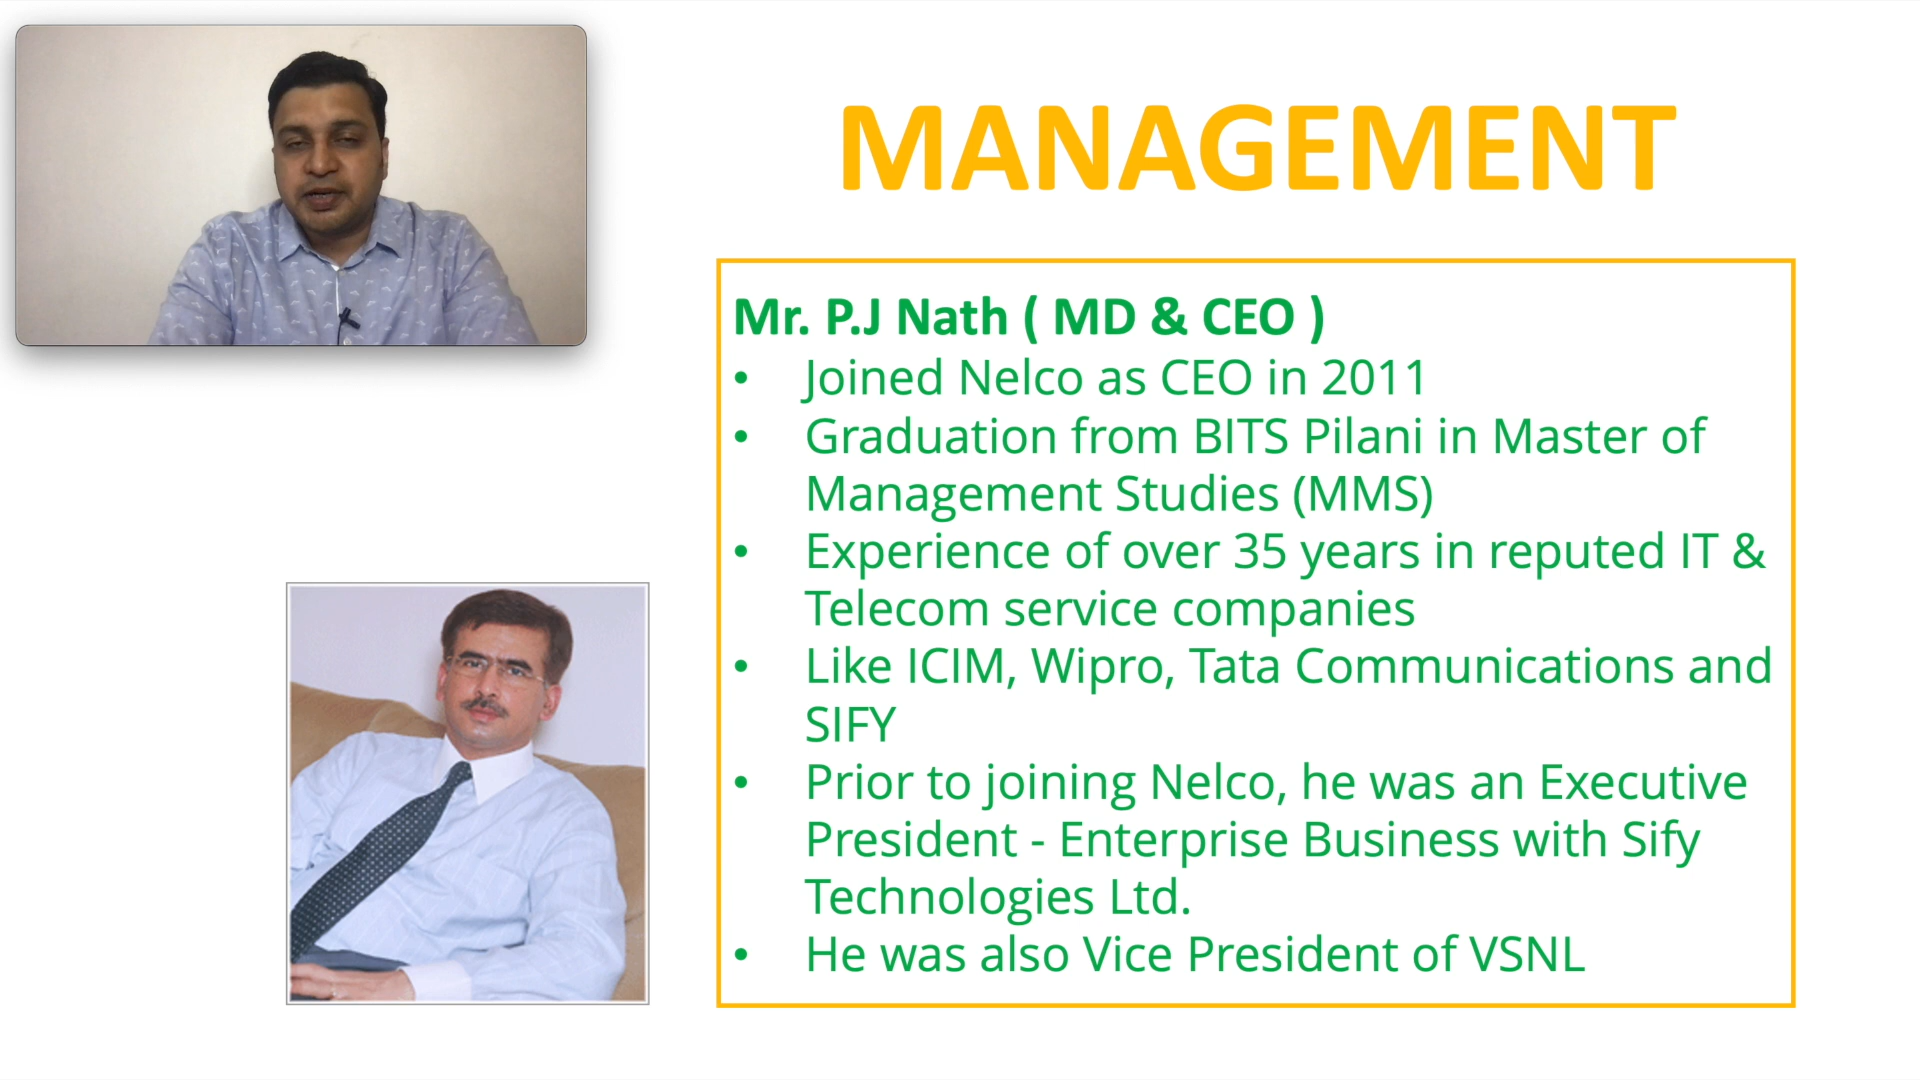 MANAGEMENT
Mr. P.J Nath ( MD & CEO )
• Joined Nelco as CEO in 2011
• Graduation from BITS Pilani in Master of
Management Studies (MMS)
• Experience of over 35 years in reputed IT &
Telecom service companies
• Like ICIM, Wipro, Tata Communications and
SIFY
• Prior to joining Nelco, he was an Executive
President - Enterprise Business with Sify
Technologies Ltd.
• He was also Vice President of VSNL